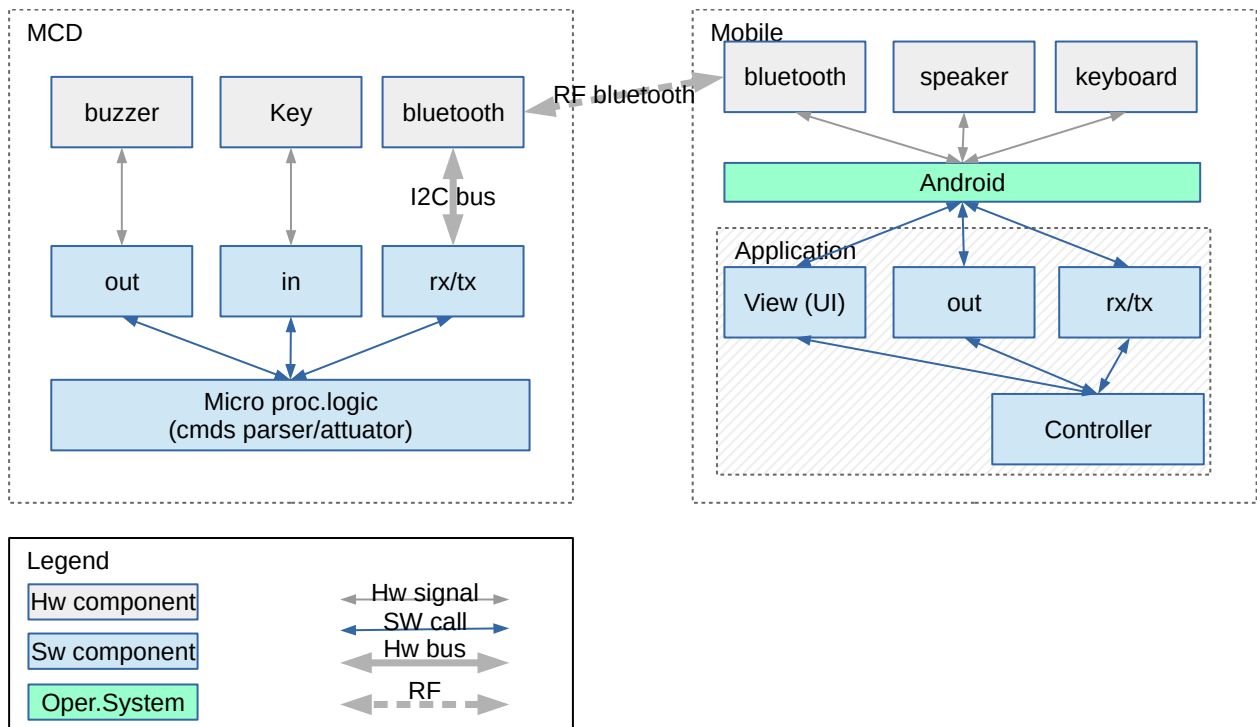 MCD
Mobile
buzzer
Key
bluetooth
RF bluetooth
bluetooth
speaker
keyboard
I2C bus
Android
Application
out
in
rx/tx
View (UI)
out
rx/tx
Micro proc.logic
(cmds parser/attuator)
Controller
Legend
Hw component
Hw signal
SW call
Sw component
Hw bus
RF
Oper.System